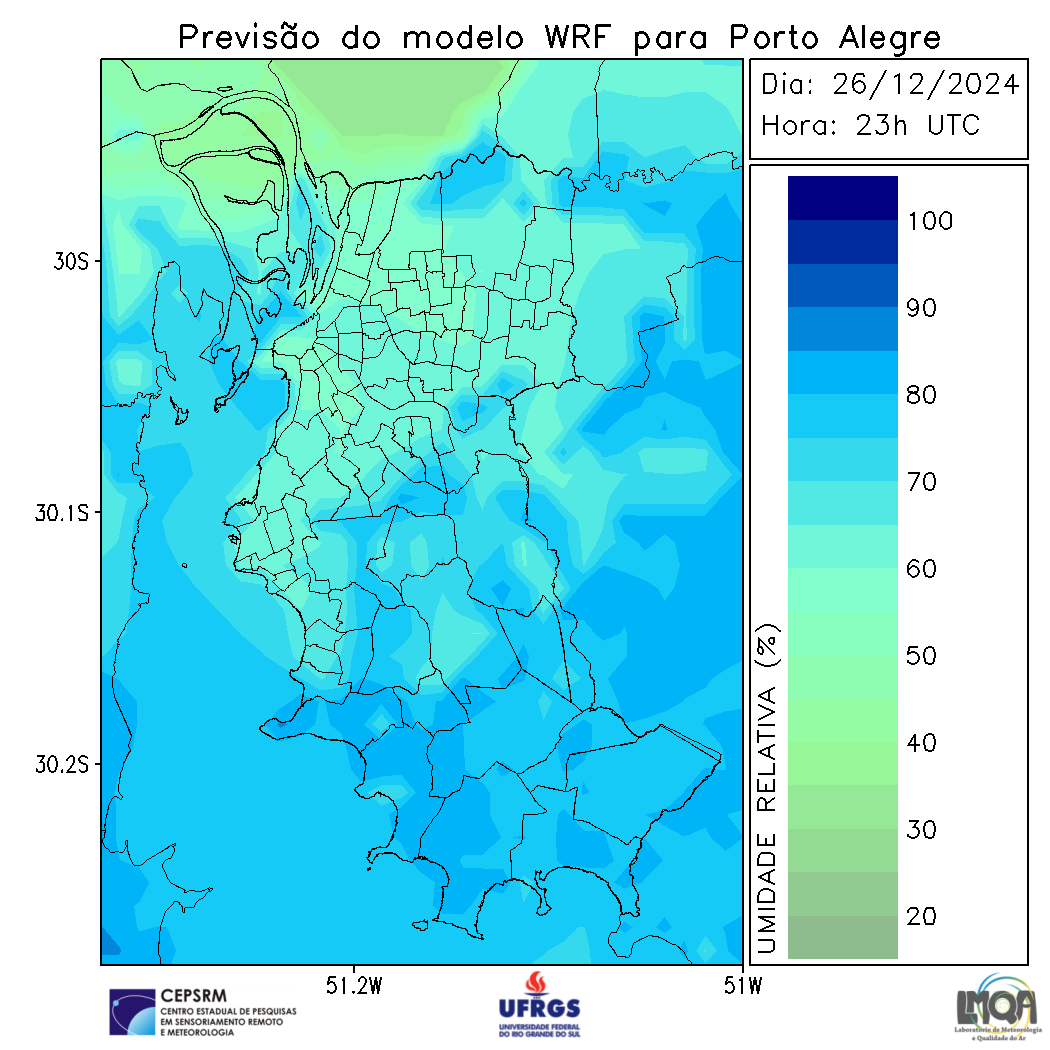 Previsão do modelo WRF para Porto Alegre
Dia: 26/12/2024
Hora: 23h UTC
30S
30.1S
30.2S
51.2W
51W
100
90
80
70
60
50
40
30
20
UMIDADE RELATIVA (%)
CEPSRM
CENTRO ESTADUAL DE PESQUISAS
EM SENSORIAMENTO REMOTO
E METEOROLOGIA
UFRGS
UNIVERSIDADE FEDERAL
DO RIO GRANDE DO SUL
LMQA
Laboratório de Meteorologia
e Qualidade do Ar